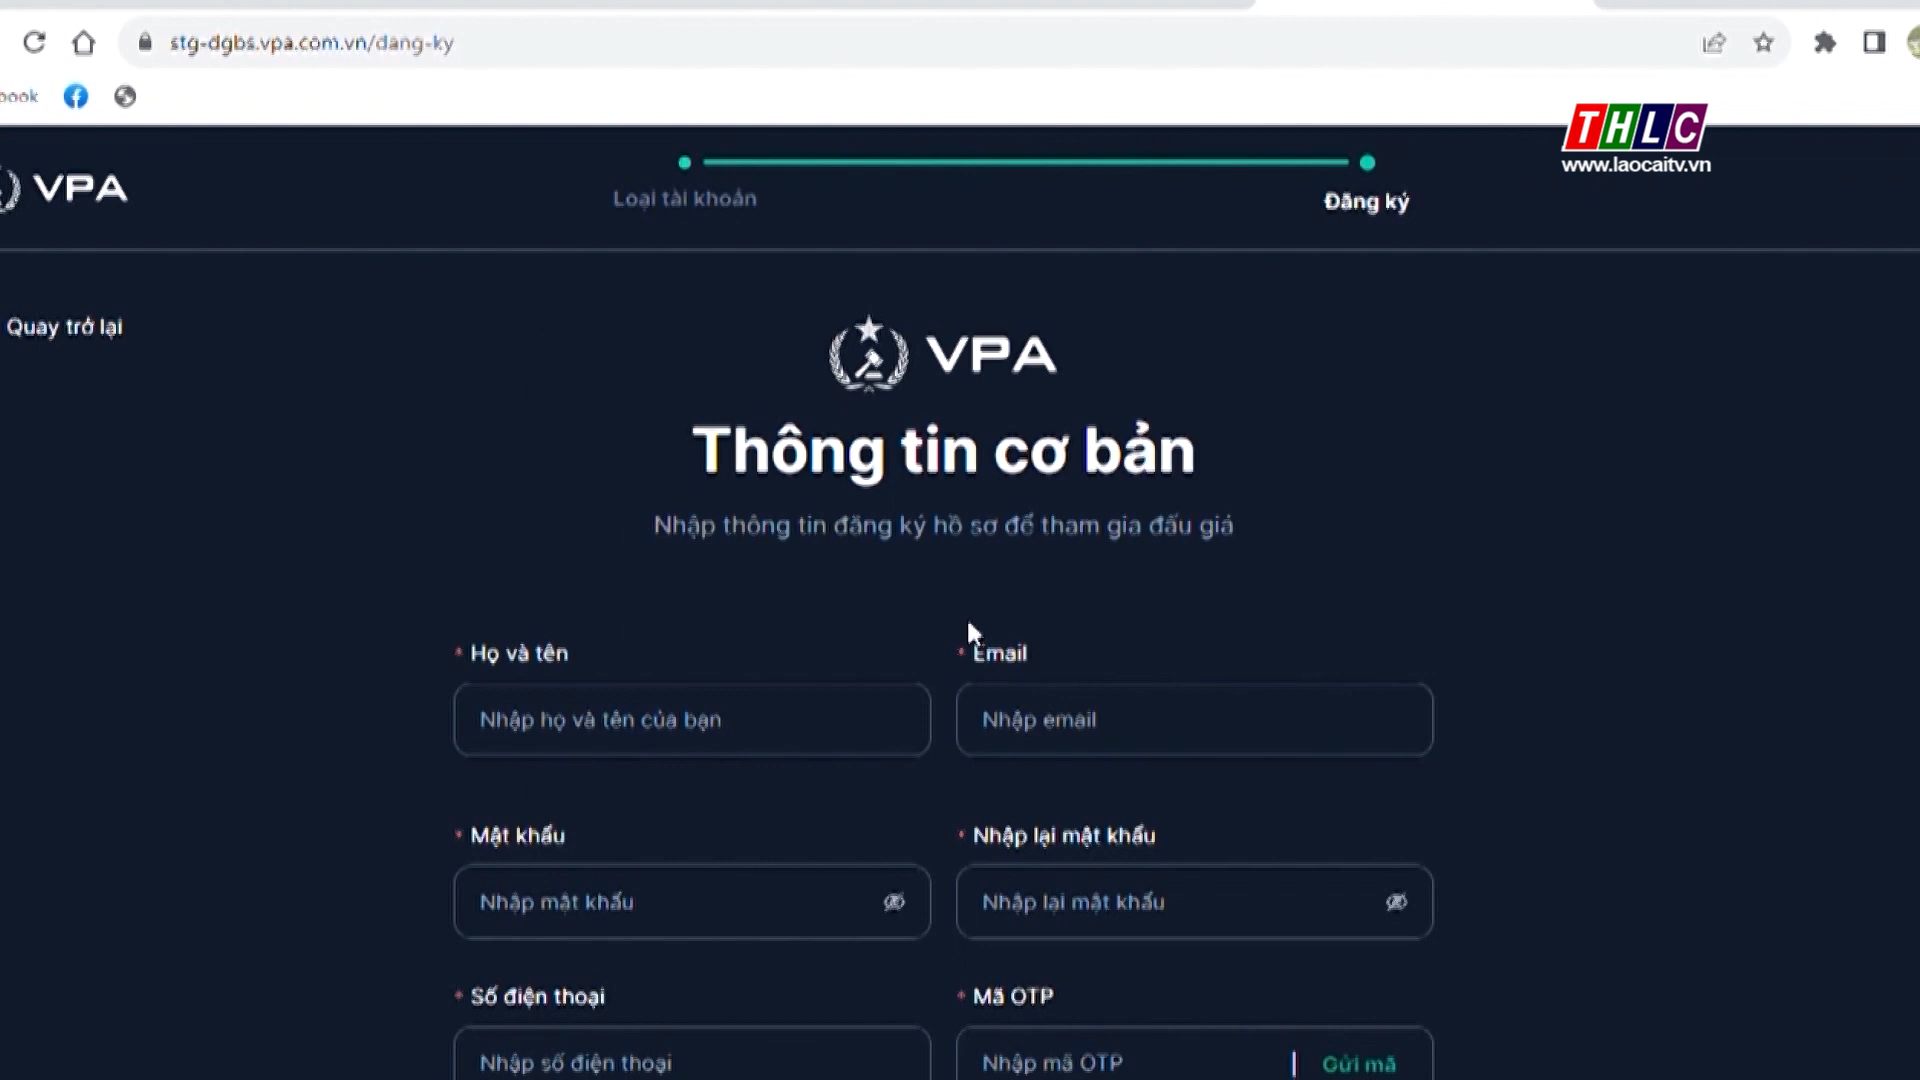 stg-dgbs.vpa.com.vn/dang-ky
book
THLC
www.laocaitv.vn
VPA
Loại tài khoản
Đăng ký
Quay trở lại
VPA
Thông tin cơ bản
Nhập thông tin đăng ký hồ sơ để tham gia đấu giá
* Họ và tên
* Email
Nhập họ và tên của bạn
Nhập email
* Mật khẩu
* Nhập lại mật khẩu
Nhập mật khẩu
Nhập lại mật khẩu
* Số điện thoại
* Mã OTP
Nhập số điện thoại
Nhập mã OTP
Gửi mã